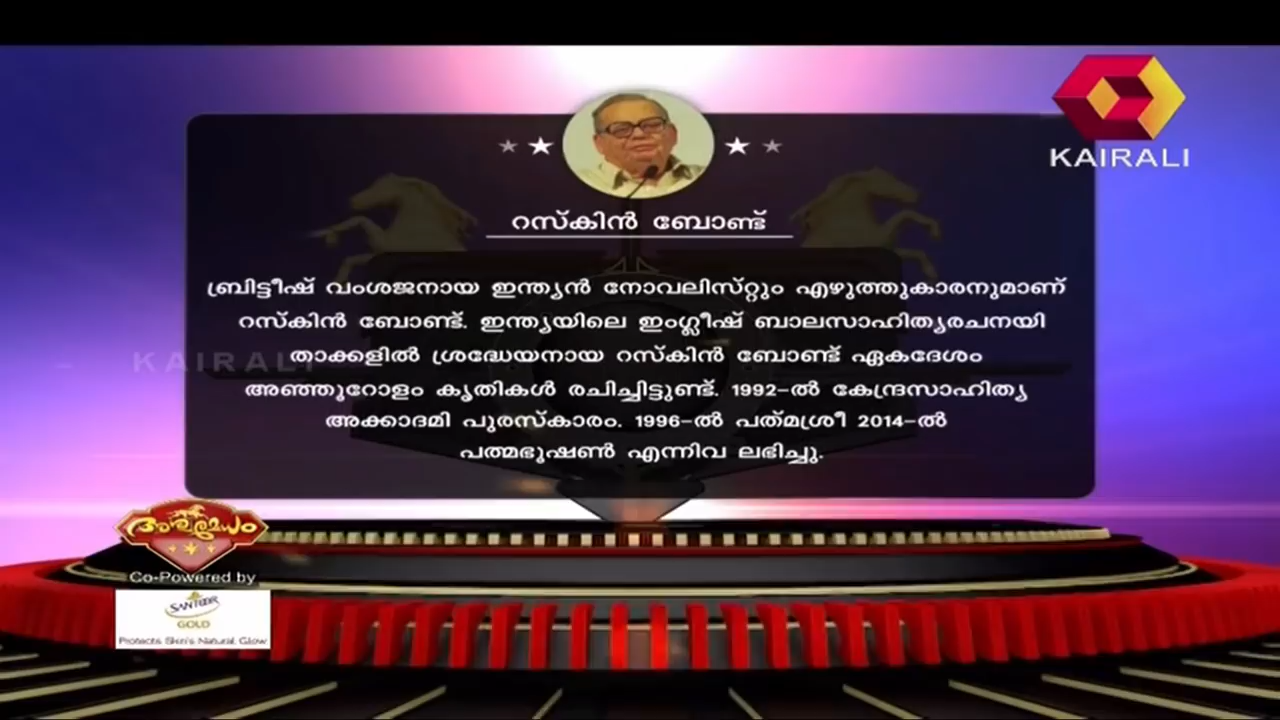 KAIRALI
റസ്കിൻ ബോണ്ട്
ബ്രിട്ടീഷ് വംശജനായ ഇന്ത്യൻ നോവലിസ്റ്റും എഴുത്തുകാരനുമാണ്
റസ്കിൻ ബോണ്ട്. ഇന്ത്യയിലെ ഇംഗ്ലീഷ് ബാലസാഹിത്യരചനയി
താക്കളിൽ ശ്രദ്ധേയനായ റസ്കിൻ ബോണ്ട് ഏകദേശം
KAIRALI
അഞ്ഞൂറോളം കൃതികൾ രചിച്ചിട്ടുണ്ട്. 1992-ൽ കേന്ദ്രസാഹിത്യ
അക്കാദമി പുരസ്കാരം. 1996-ൽ പത്മശ്രീ 2014-ൽ
പത്മഭൂഷൺ എന്നിവ ലഭിച്ചു.
അശ്വമേധം
Co-Powered by
SANTOOR
GOLD
Protects Skin's Natural Glow